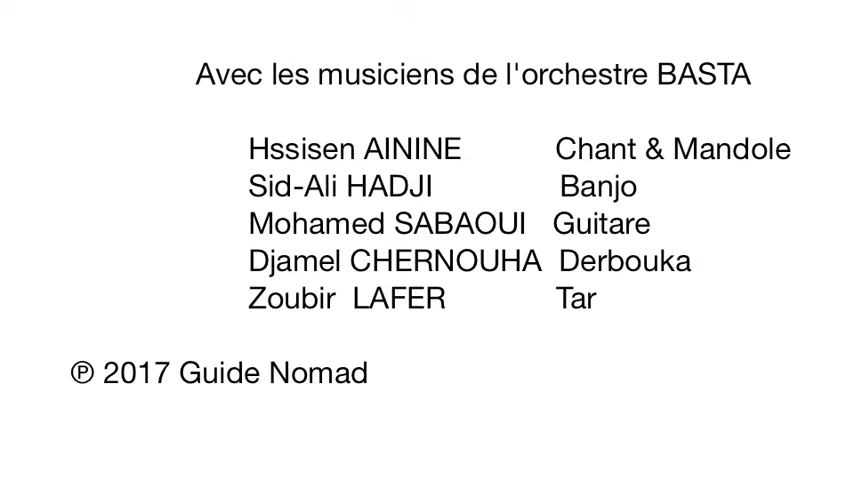 Avec les musiciens de l'orchestre BASTA
Hssisen AININE Chant & Mandole
Sid-Ali HADJI Banjo
Mohamed SABAOUI Guitare
Djamel CHERNOUHA Derbouka
Zoubir LAFER Tar
℗ 2017 Guide Nomad